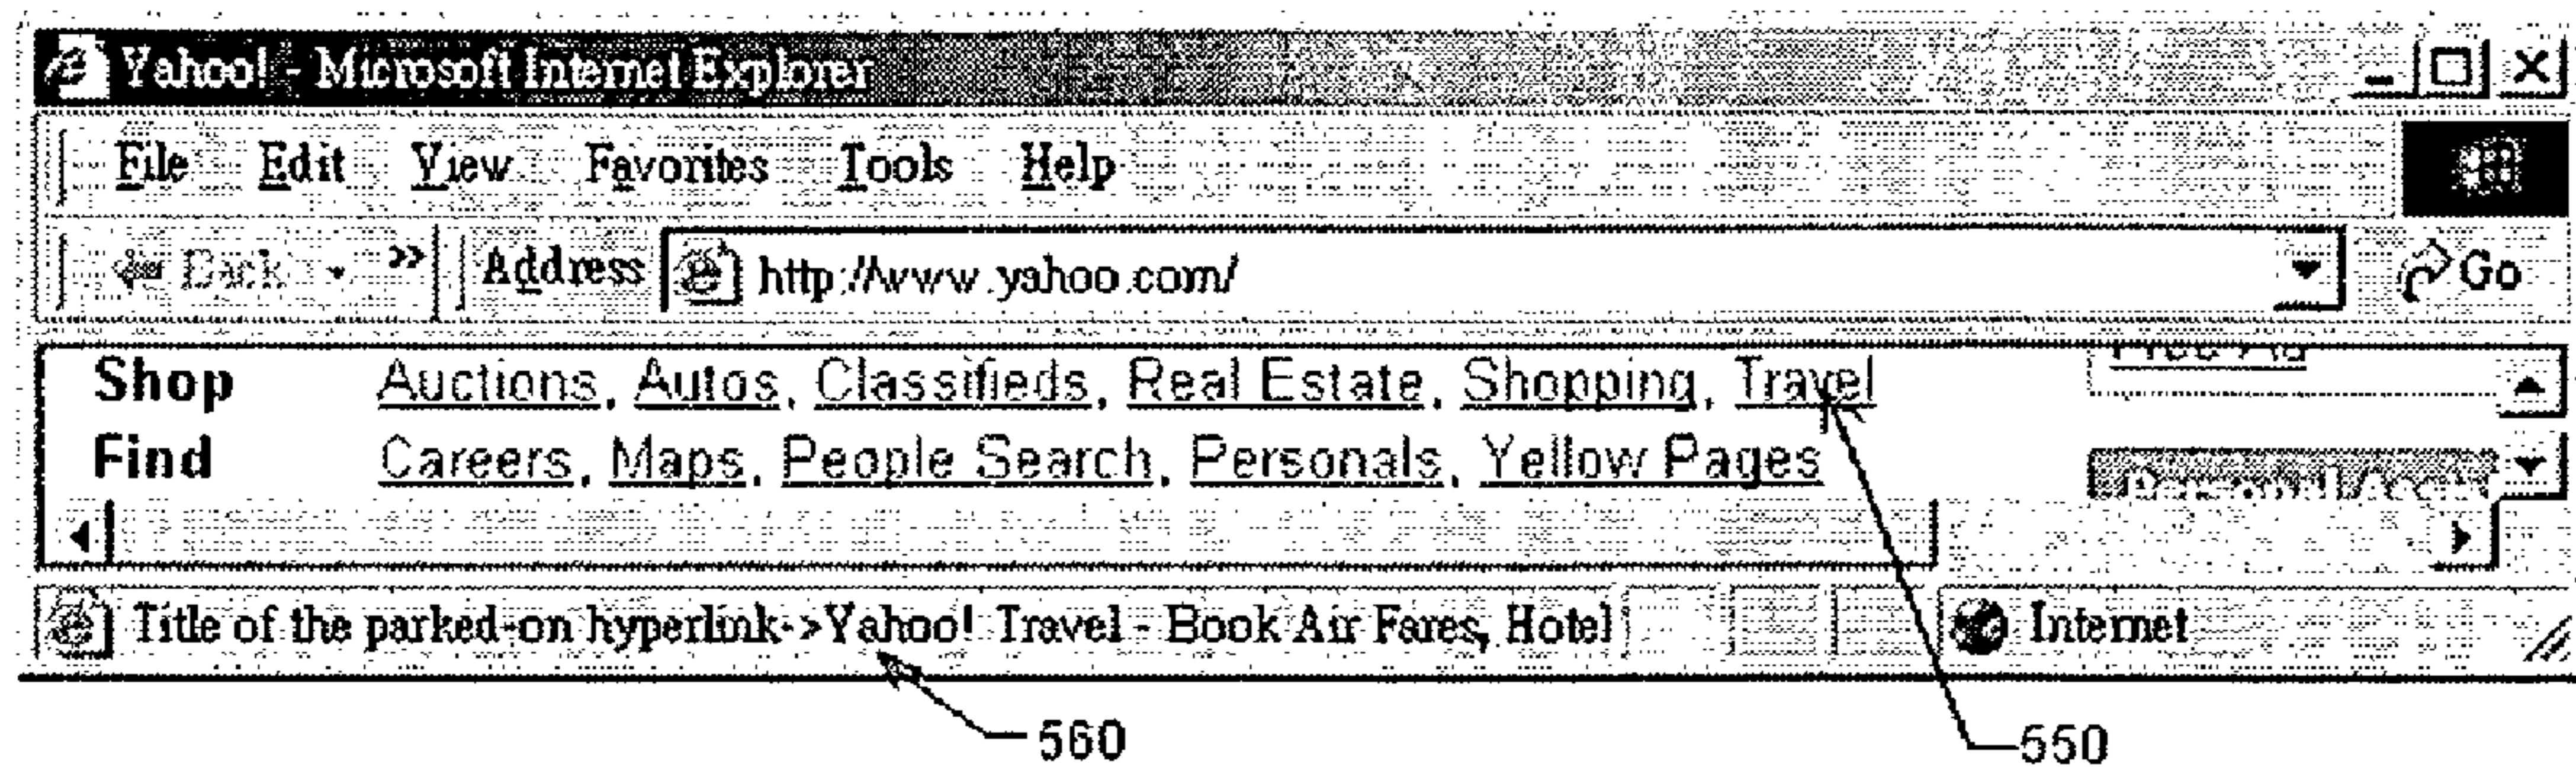 Yahoo! - Microsoft Internet Explorer
File Edit View Favorites Tools Help
Back » Address http://www.yahoo.com/ Go
Shop Auctions, Autos, Classifieds, Real Estate, Shopping, Travel
Find Careers, Maps, People Search, Personals, Yellow Pages
Title of the parked-on hyperlink->Yahoo! Travel - Book Air Fares, Hotel Internet
560 550